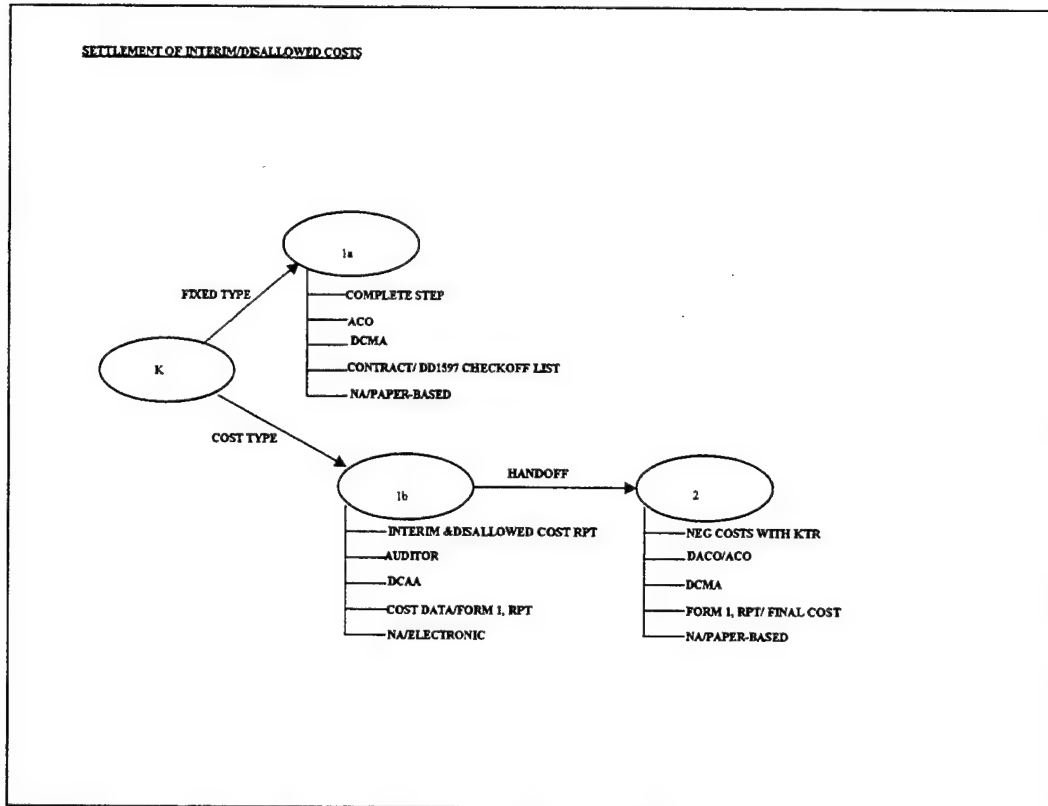 SETTLEMENT OF INTERIM/DISALLOWED COSTS
1a
FIXED TYPE
COMPLETE STEP
ACO
DCMA
CONTRACT/ DD1597 CHECKOFF LIST
NA/PAPER-BASED
K
COST TYPE
1b
HANDOFF
2
INTERIM &DISALLOWED COST RPT
AUDITOR
DCAA
COST DATA/FORM 1, RPT
NA/ELECTRONIC
NEG COSTS WITH KTR
DACO/ACO
DCMA
FORM 1, RPT/ FINAL COST
NA/PAPER-BASED